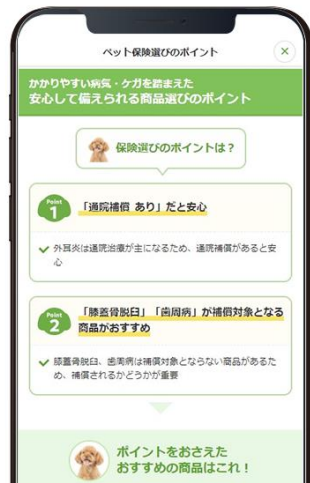 ペット保険選びのポイント
×
かかりやすい病気・ケガを踏まえた
安心して備えられる商品選びのポイント
保険選びのポイントは？
Point
1
「通院補償 あり」だと安心
外耳炎は通院治療が主になるため、通院補償があると安
心
Point
2
「膝蓋骨脱臼」「歯周病」が補償対象となる
商品がおすすめ
膝蓋骨脱臼、歯周病は補償対象とならない商品があるた
め、補償されるかどうかが重要
ポイントをおさえた
おすすめの商品はこれ！